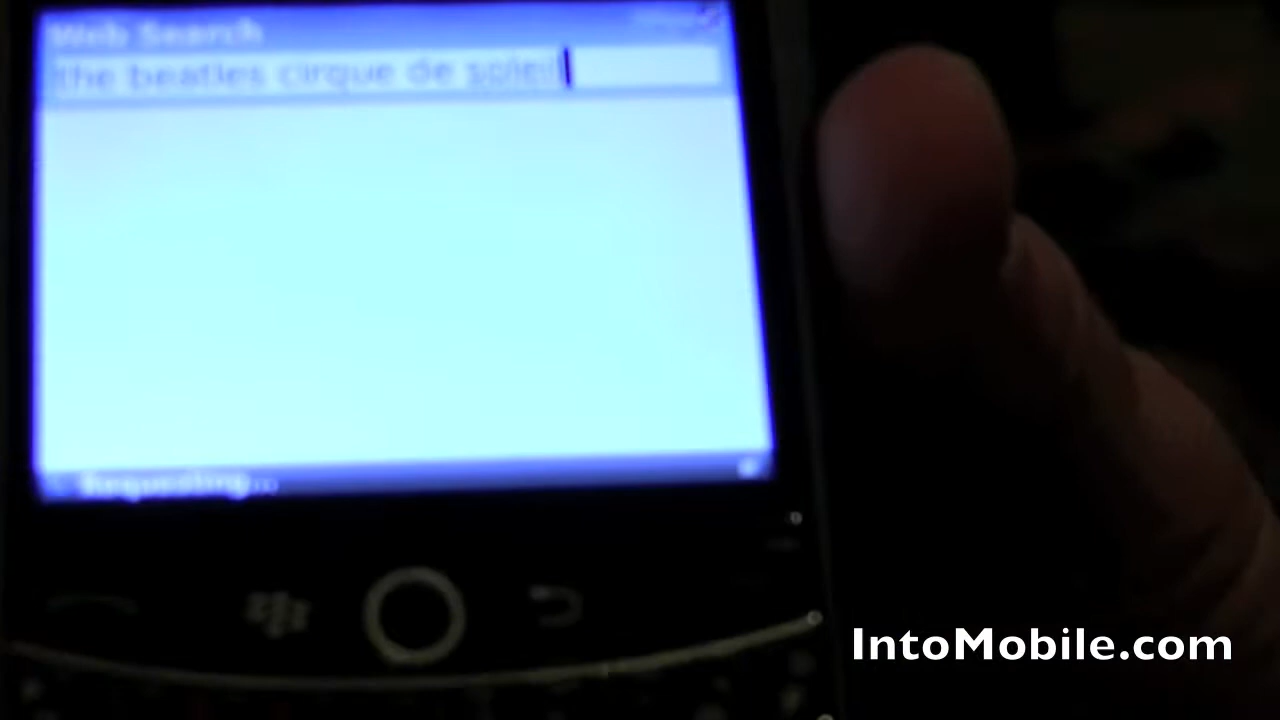 Web Search
the beatles cirque de soleil
Requesting...
IntoMobile.com